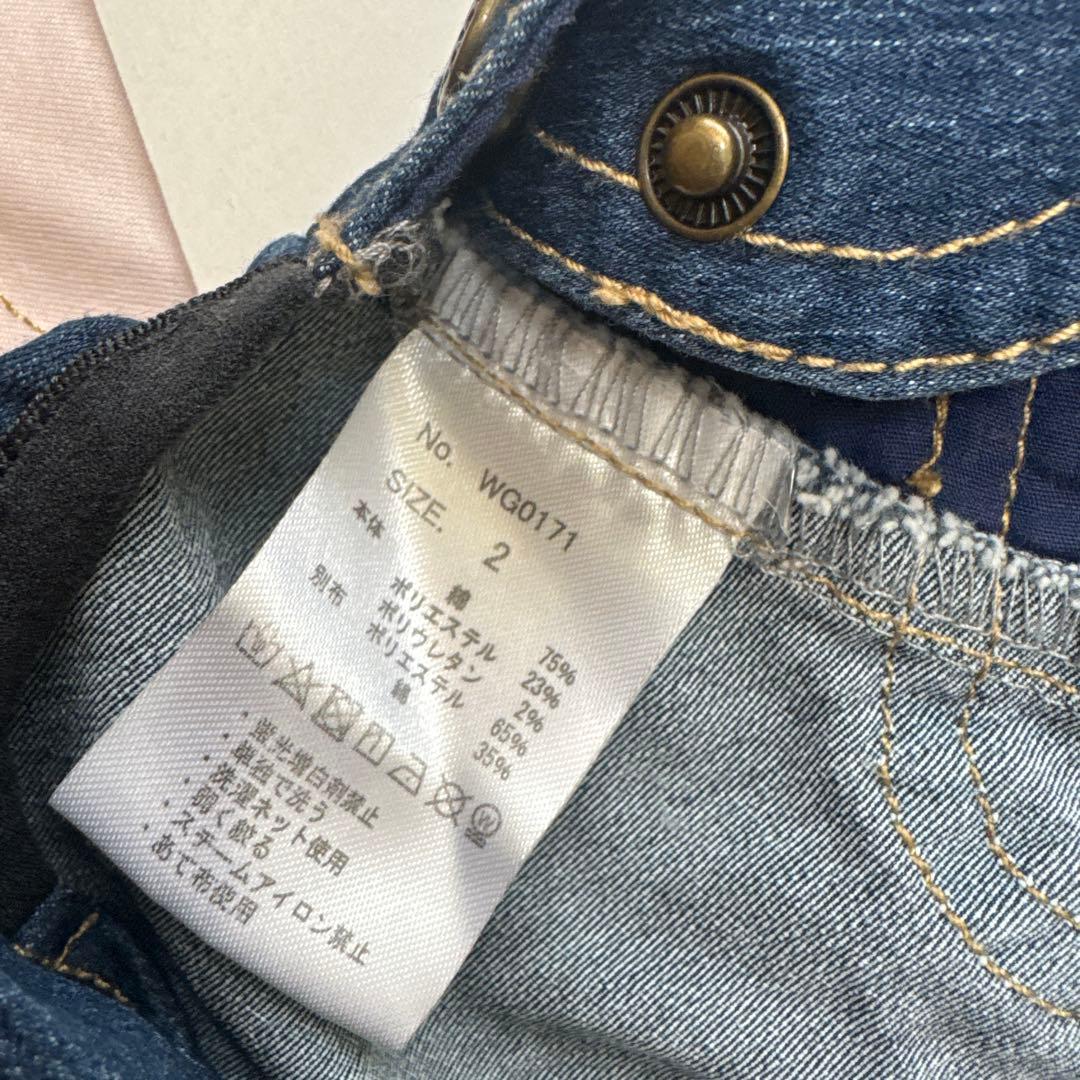 No. WG0171
SIZE. 2
本体 綿 75%
ポリエステル 23%
ポリウレタン 2%
別布 ポリエステル 65%
綿 35%
W
・蛍光増白剤禁止
・単独で洗う
・洗濯ネット使用
・弱く絞る
・スチームアイロン禁止
・あて布使用